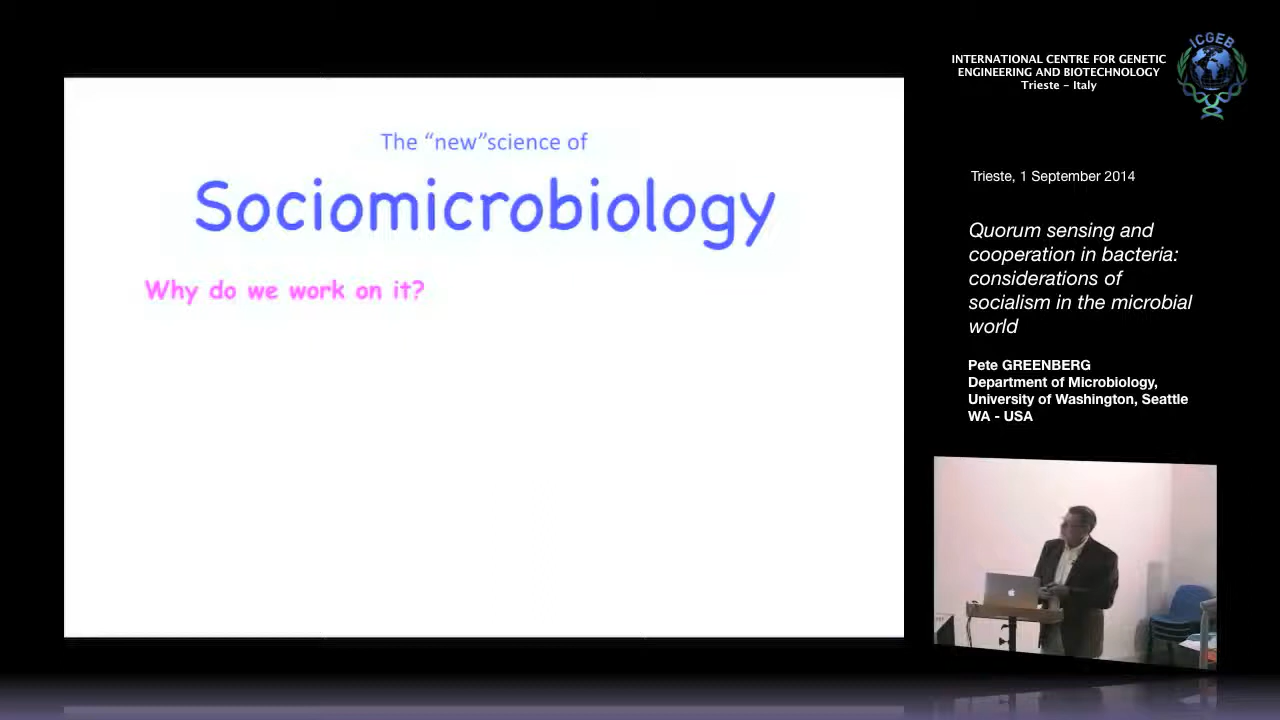 The “new”science of
Sociomicrobiology
Why do we work on it?
ICGEB
INTERNATIONAL CENTRE FOR GENETIC
ENGINEERING AND BIOTECHNOLOGY
Trieste - Italy
Trieste, 1 September 2014
Quorum sensing and
cooperation in bacteria:
considerations of
socialism in the microbial
world
Pete GREENBERG
Department of Microbiology,
University of Washington, Seattle
WA - USA